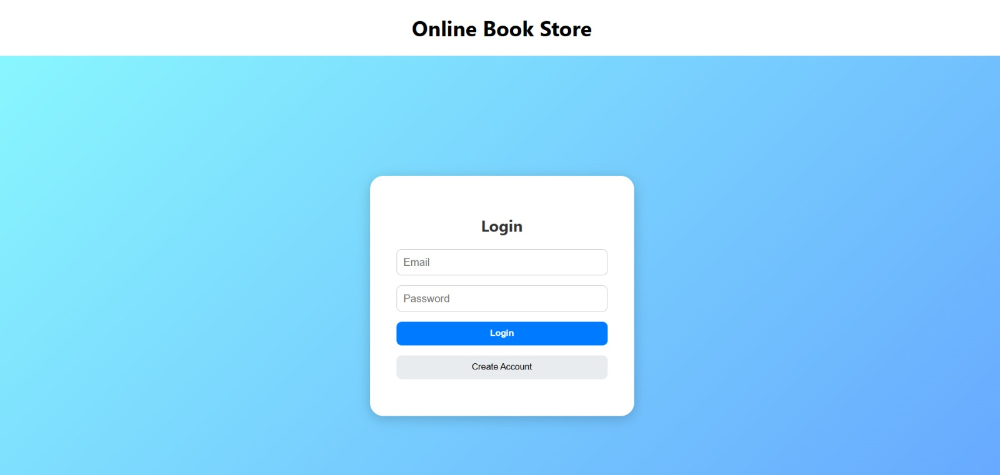 Online Book Store
Login
Email
Password
Login
Create Account